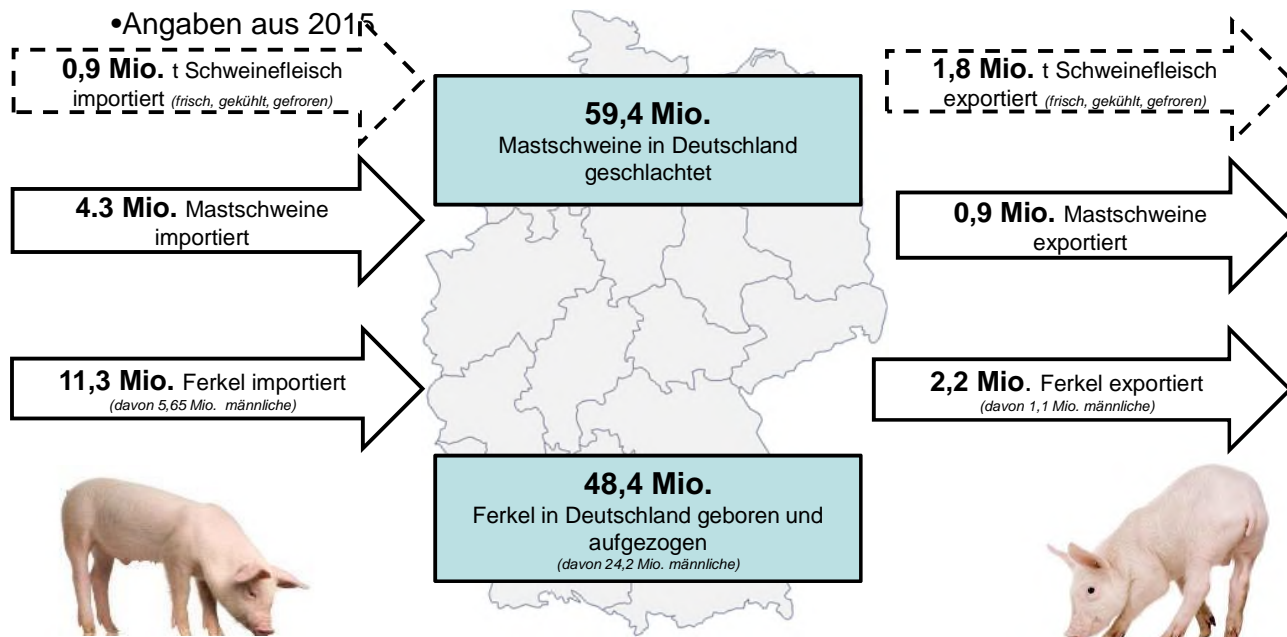 •Angaben aus 2015
0,9 Mio. t Schweinefleisch
importiert (frisch, gekühlt, gefroren)
1,8 Mio. t Schweinefleisch
exportiert (frisch, gekühlt, gefroren)
59,4 Mio.
Mastschweine in Deutschland
geschlachtet
4.3 Mio. Mastschweine
importiert
0,9 Mio. Mastschweine
exportiert
11,3 Mio. Ferkel importiert
(davon 5,65 Mio. männliche)
2,2 Mio. Ferkel exportiert
(davon 1,1 Mio. männliche)
48,4 Mio.
Ferkel in Deutschland geboren und
aufgezogen
(davon 24,2 Mio. männliche)